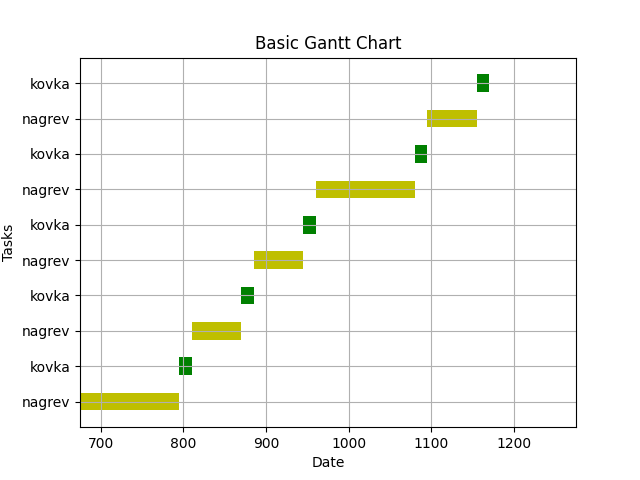 Basic Gantt Chart
kovka
nagrev
kovka
nagrev
kovka
nagrev
kovka
nagrev
kovka
nagrev
Tasks
700 800 900 1000 1100 1200
Date